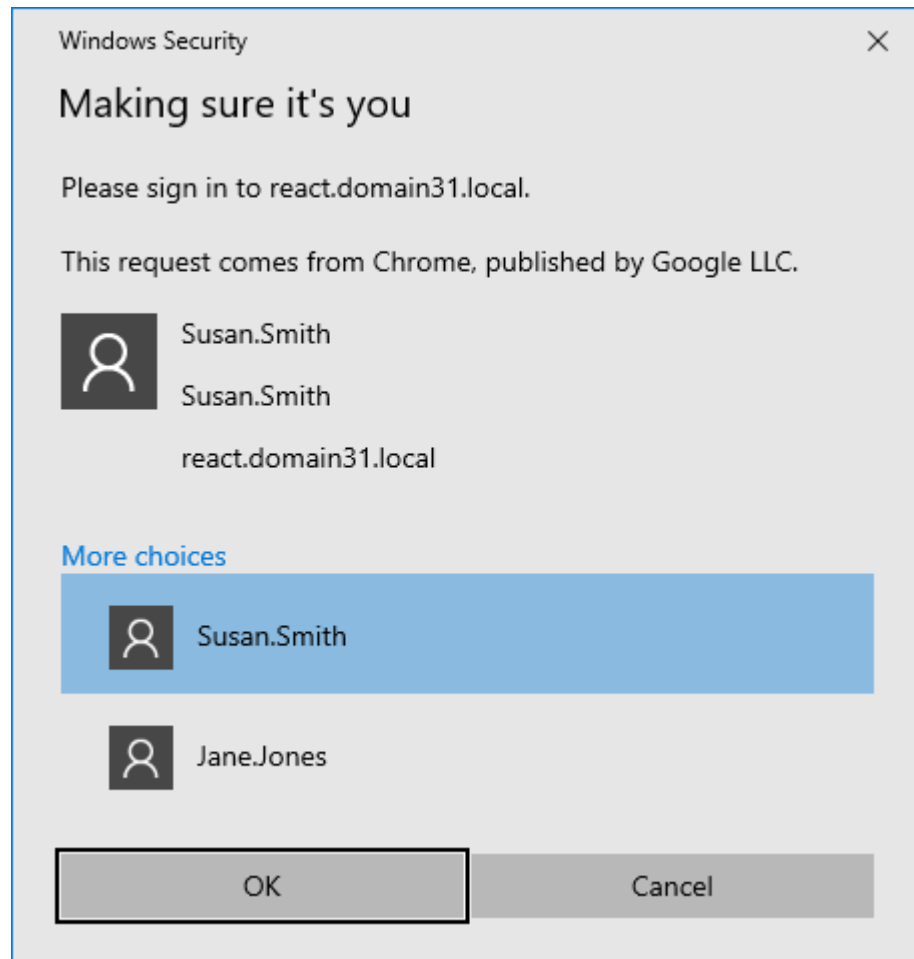 Windows Security
Making sure it's you
Please sign in to react.domain31.local.
This request comes from Chrome, published by Google LLC.
Susan.Smith
Susan.Smith
react.domain31.local
More choices
Susan.Smith
Jane.Jones
OK
Cancel